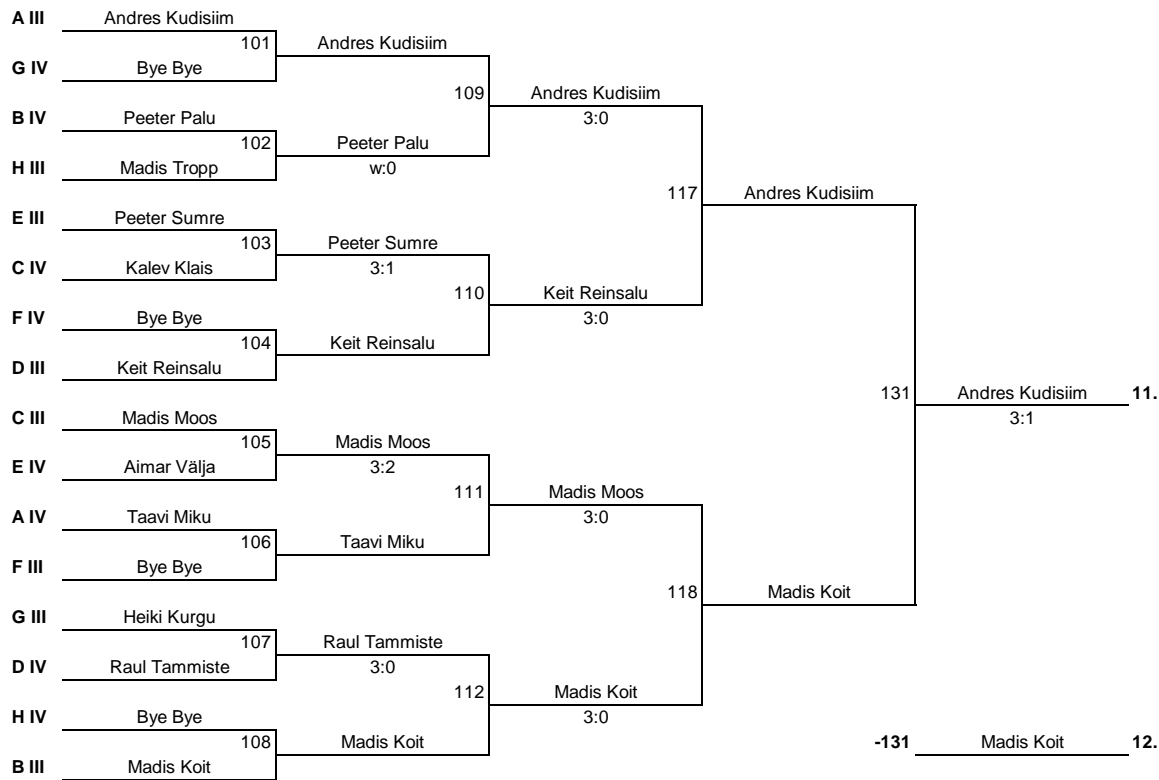 A III Andres Kudisiim
101 Andres Kudisiim
G IV Bye Bye
109 Andres Kudisiim
3:0
B IV Peeter Palu
102 Peeter Palu
w:0
H III Madis Tropp
117 Andres Kudisiim
E III Peeter Sumre
103 Peeter Sumre
3:1
C IV Kalev Klais
110 Keit Reinsalu
3:0
F IV Bye Bye
104 Keit Reinsalu
D III Keit Reinsalu
131 Andres Kudisiim 11.
3:1
C III Madis Moos
105 Madis Moos
3:2
E IV Aimar Välja
111 Madis Moos
3:0
A IV Taavi Miku
106 Taavi Miku
F III Bye Bye
118 Madis Koit
G III Heiki Kurgu
107 Raul Tammiste
3:0
D IV Raul Tammiste
112 Madis Koit
3:0
H IV Bye Bye
108 Madis Koit
B III Madis Koit
-131 Madis Koit 12.